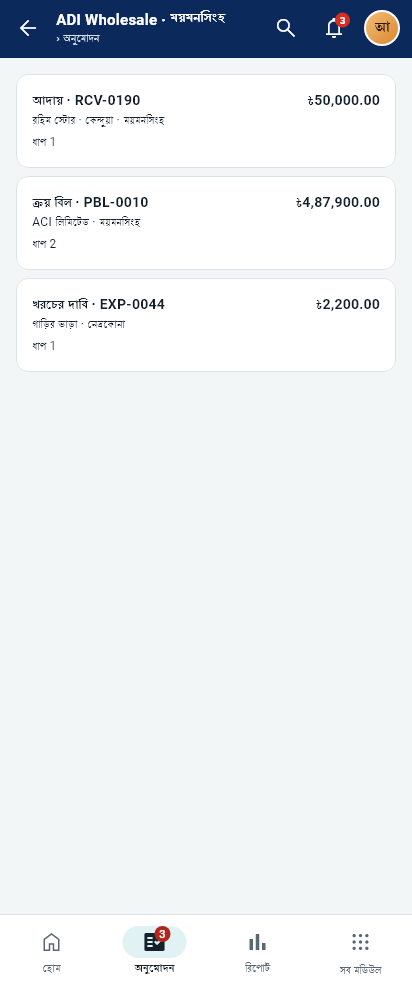 ADI Wholesale · ময়মনসিংহ
› অনুমোদন
3
আ
আদায় · RCV-0190
৳50,000.00
রহিম স্টোর · কেন্দুয়া · ময়মনসিংহ
ধাপ 1
ক্রয় বিল · PBL-0010
৳4,87,900.00
ACI লিমিটেড · ময়মনসিংহ
ধাপ 2
খরচের দাবি · EXP-0044
৳2,200.00
গাড়ির ভাড়া · নেত্রকোনা
ধাপ 1
3
হোম
অনুমোদন
রিপোর্ট
সব মডিউল